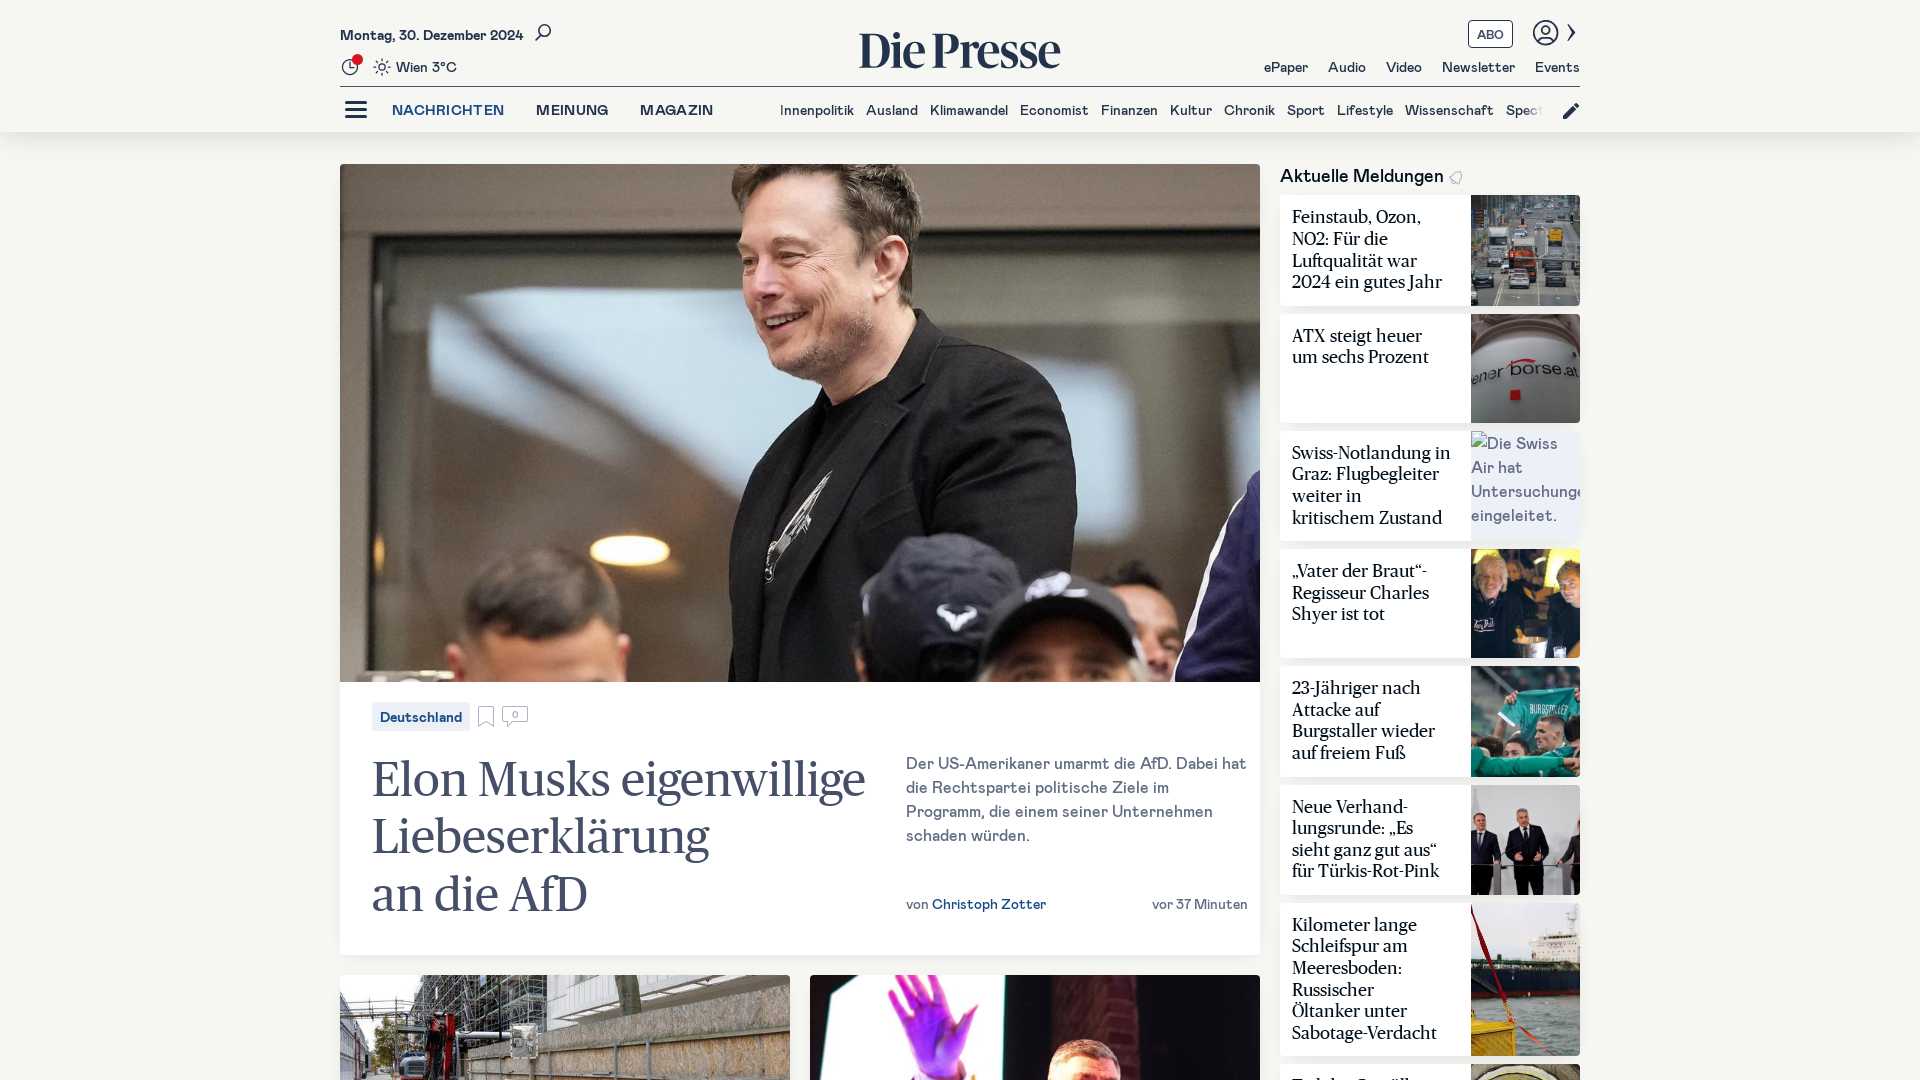 Montag, 30. Dezember 2024
Wien 3°C
Die Presse
ABO
ePaper Audio Video Newsletter Events
NACHRICHTEN MEINUNG MAGAZIN
Innenpolitik Ausland Klimawandel Economist Finanzen Kultur Chronik Sport Lifestyle Wissenschaft Spect
Deutschland
0
Elon Musks eigenwillige
Liebeserklärung
an die AfD
Der US-Amerikaner umarmt die AfD. Dabei hat
die Rechtspartei politische Ziele im
Programm, die einem seiner Unternehmen
schaden würden.
von Christoph Zotter
vor 37 Minuten
Aktuelle Meldungen
Feinstaub, Ozon,
NO2: Für die
Luftqualität war
2024 ein gutes Jahr
ATX steigt heuer
um sechs Prozent
ener börse.at
Swiss-Notlandung in
Graz: Flugbegleiter
weiter in
kritischem Zustand
Die Swiss
Air hat
Untersuchunge
eingeleitet.
„Vater der Braut“-
Regisseur Charles
Shyer ist tot
23-Jähriger nach
Attacke auf
Burgstaller wieder
auf freiem Fuß
BURGSTALLER
Neue Verhand-
lungsrunde: „Es
sieht ganz gut aus“
für Türkis-Rot-Pink
Kilometer lange
Schleifspur am
Meeresboden:
Russischer
Öltanker unter
Sabotage-Verdacht